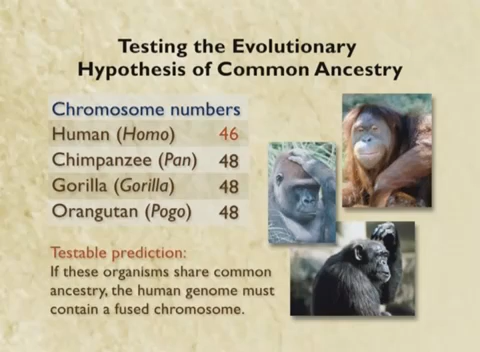 Testing the Evolutionary
Hypothesis of Common Ancestry
Chromosome numbers
Human (Homo) 46
Chimpanzee (Pan) 48
Gorilla (Gorilla) 48
Orangutan (Pogo) 48
Testable prediction:
If these organisms share common
ancestry, the human genome must
contain a fused chromosome.